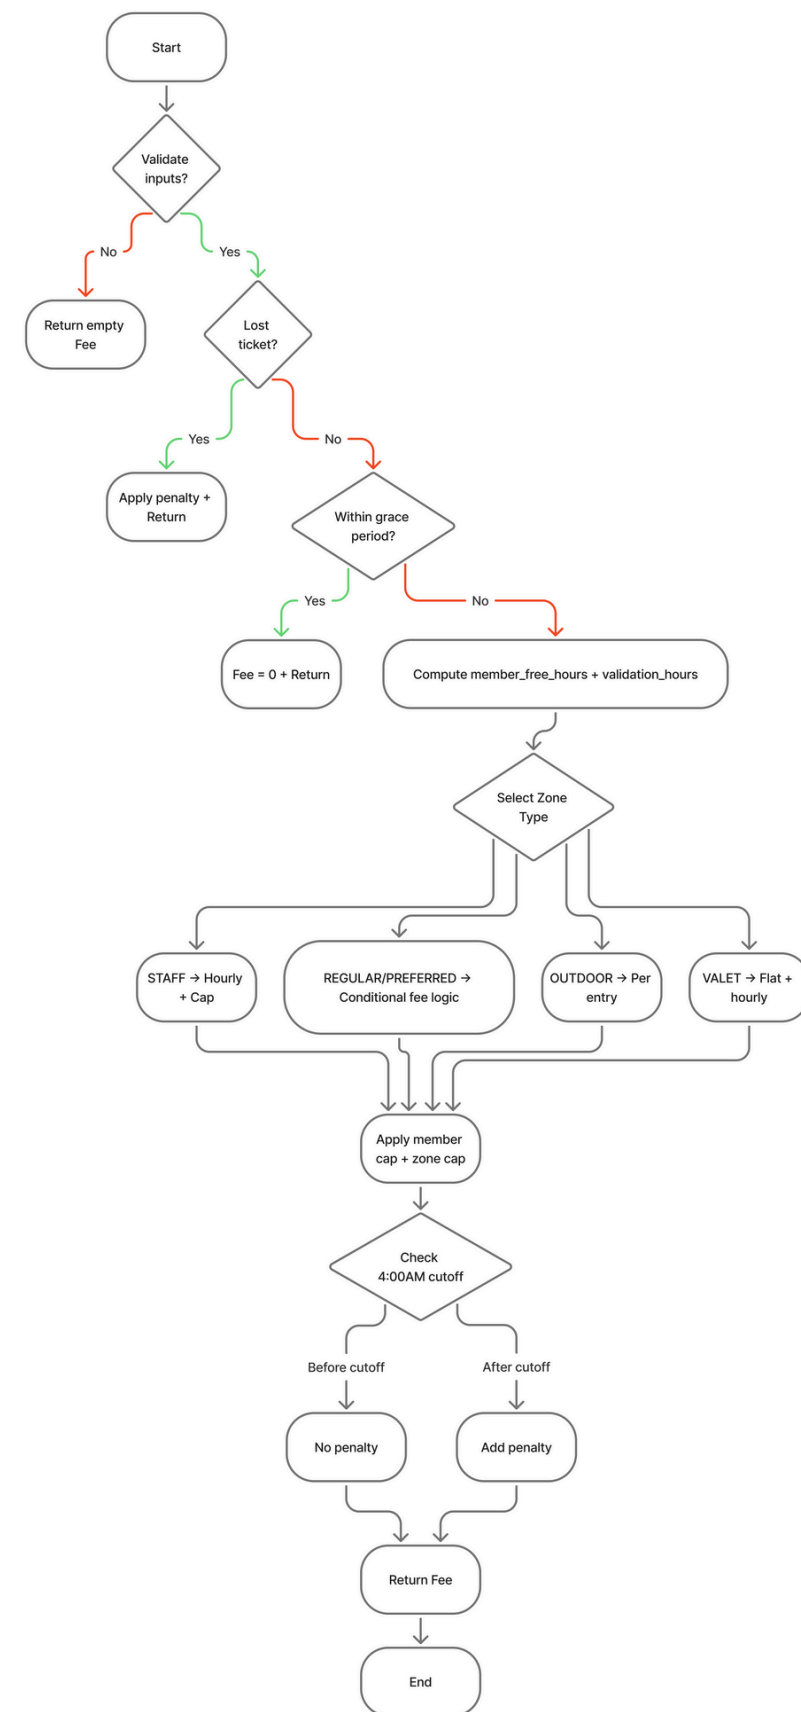 Start
Validate
inputs?
No
Yes
Return empty
Fee
Lost
ticket?
Yes
No
Apply penalty +
Return
Within grace
period?
Yes
No
Fee = 0 + Return
Compute member_free_hours + validation_hours
Select Zone
Type
STAFF → Hourly
+ Cap
REGULAR/PREFERRED →
Conditional fee logic
OUTDOOR → Per
entry
VALET → Flat +
hourly
Apply member
cap + zone cap
Check
4:00AM cutoff
Before cutoff
After cutoff
No penalty
Add penalty
Return Fee
End